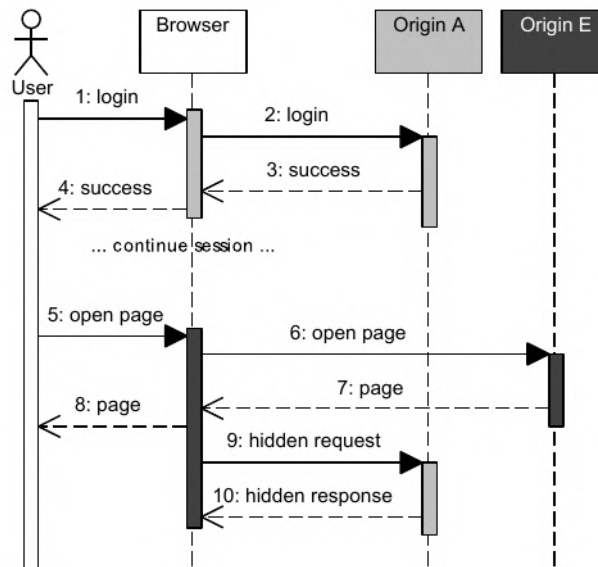 Browser
Origin A
Origin E
User
1: login
2: login
3: success
4: success
... continue session ...
5: open page
6: open page
7: page
8: page
9: hidden request
10: hidden response